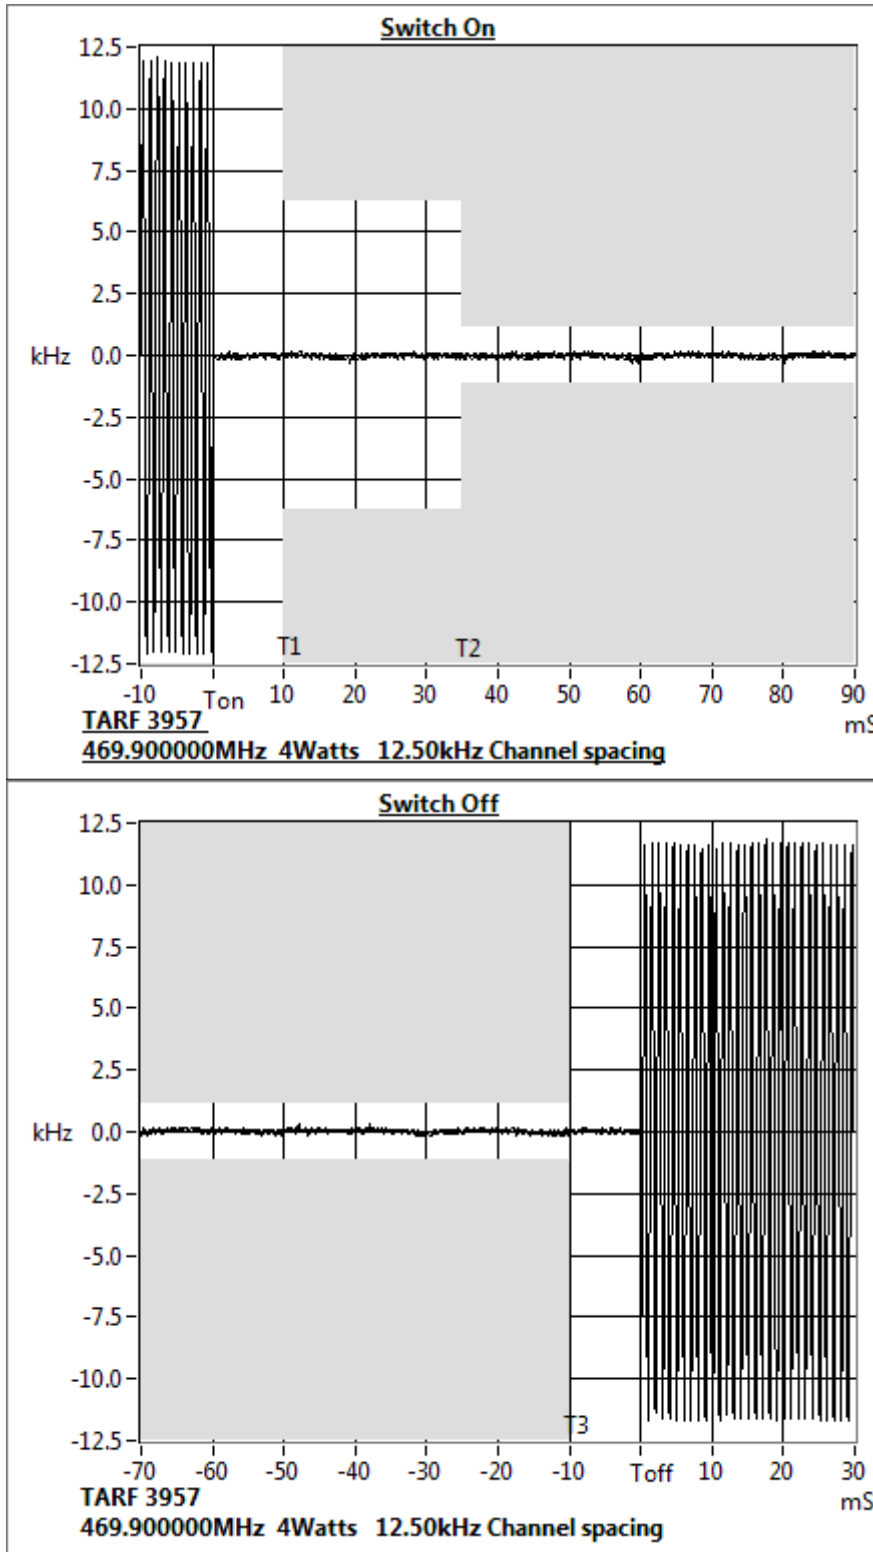 Switch On
12.5
10.0
7.5
5.0
2.5
kHz 0.0
-2.5
-5.0
-7.5
-10.0
-12.5
T1 T2
-10 Ton 10 20 30 40 50 60 70 80 90
mS
TARF 3957
469.900000MHz 4Watts 12.50kHz Channel spacing
Switch Off
12.5
10.0
7.5
5.0
2.5
kHz 0.0
-2.5
-5.0
-7.5
-10.0
-12.5
T3
-70 -60 -50 -40 -30 -20 -10 Toff 10 20 30
mS
TARF 3957
469.900000MHz 4Watts 12.50kHz Channel spacing